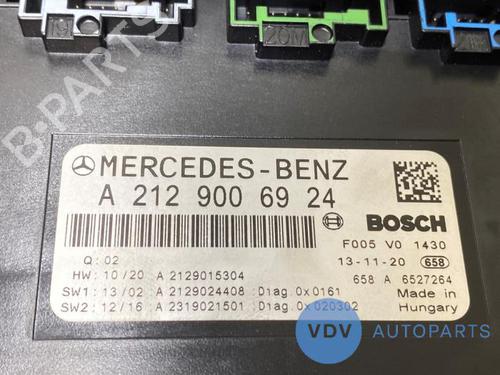 19
20M
2M
MERCEDES-BENZ
A 212 900 69 24
BOSCH
F005 V0 1430
Q: 02
13-11-20 658
HW: 10/20 A 2129015304
658 A 6527264
SW1: 13/02 A 2129024408 Diag.0x0161
Made in
SW2: 12/16 A 2319021501 Diag.0x020302
Hungary
B-PARTS
VDV AUTOPARTS